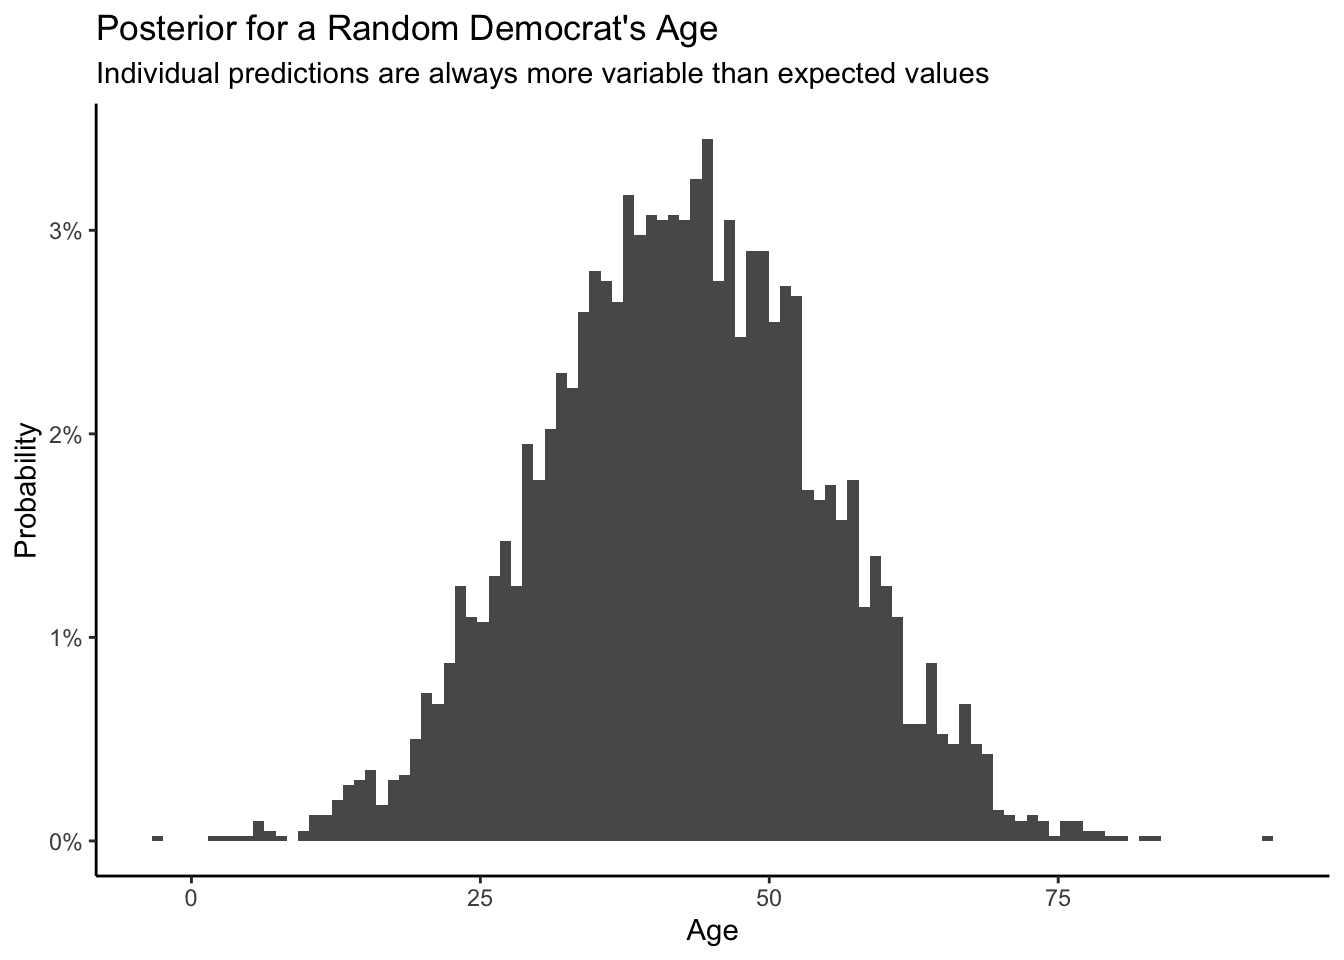 Posterior for a Random Democrat's Age
Individual predictions are always more variable than expected values
3%
2%
1%
0%
Probability
0 25 50 75
Age